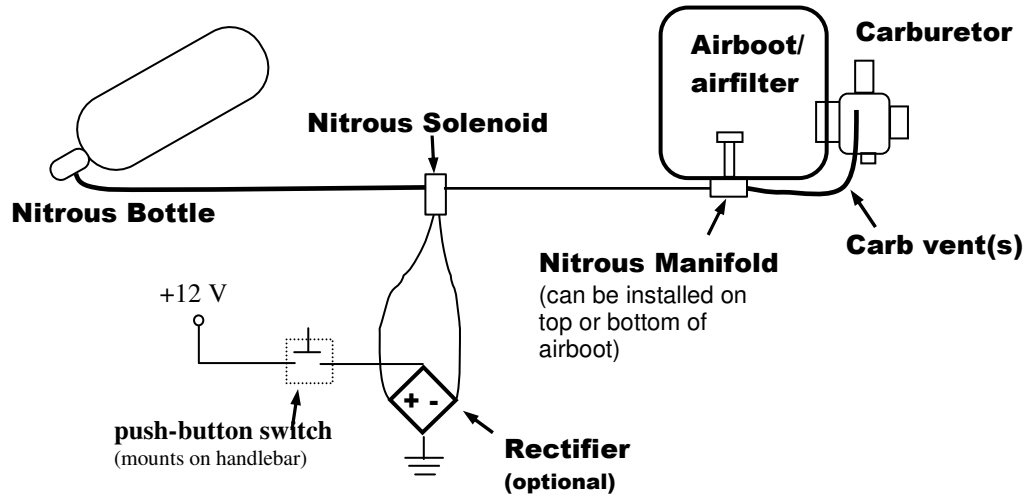 Airboot/
airfilter
Carburetor
Nitrous Solenoid
Nitrous Bottle
Carb vent(s)
Nitrous Manifold
(can be installed on
top or bottom of
airboot)
+12 V
+ -
push-button switch
(mounts on handlebar)
Rectifier
(optional)